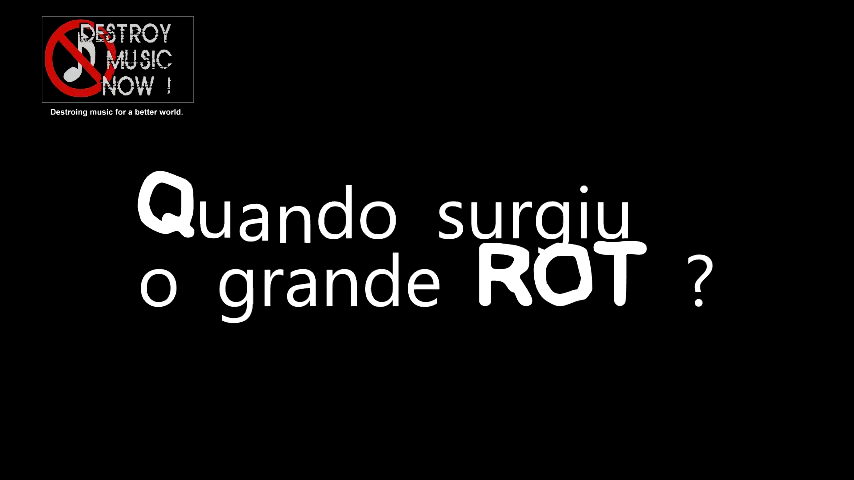 DESTROY
MUSIC
NOW !
Destroing music for a better world.
Quando surgiu
o grande ROT ?